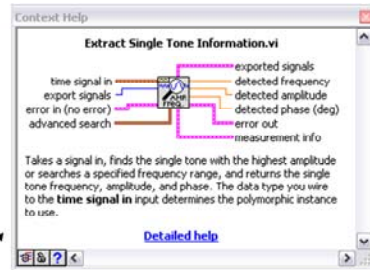 Context Help
Extract Single Tone Information.vi
exported signals
time signal in
detected frequency
export signals
detected amplitude
error in (no error)
detected phase (deg)
advanced search
error out
measurement info
AMP
FREQ.
Takes a signal in, finds the single tone with the highest amplitude
or searches a specified frequency range, and returns the single
tone frequency, amplitude, and phase. The data type you wire
to the time signal in input determines the polymorphic instance
to use.
Detailed help
?